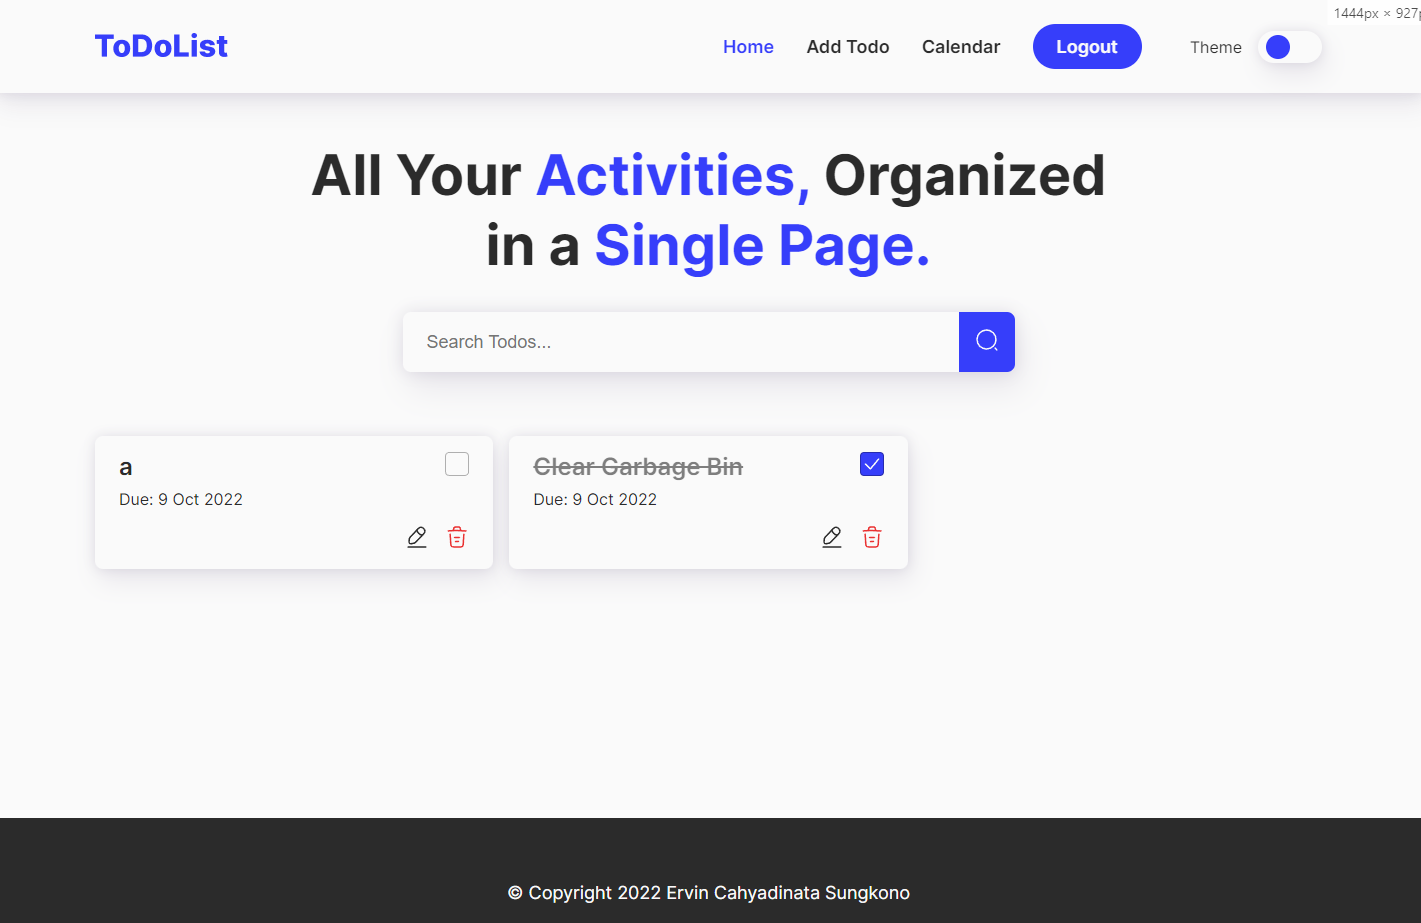 1444px × 927p
ToDoList
Home Add Todo Calendar Logout Theme
All Your Activities, Organized
in a Single Page.
Search Todos...
a
Due: 9 Oct 2022
Clear Garbage Bin
Due: 9 Oct 2022
© Copyright 2022 Ervin Cahyadinata Sungkono